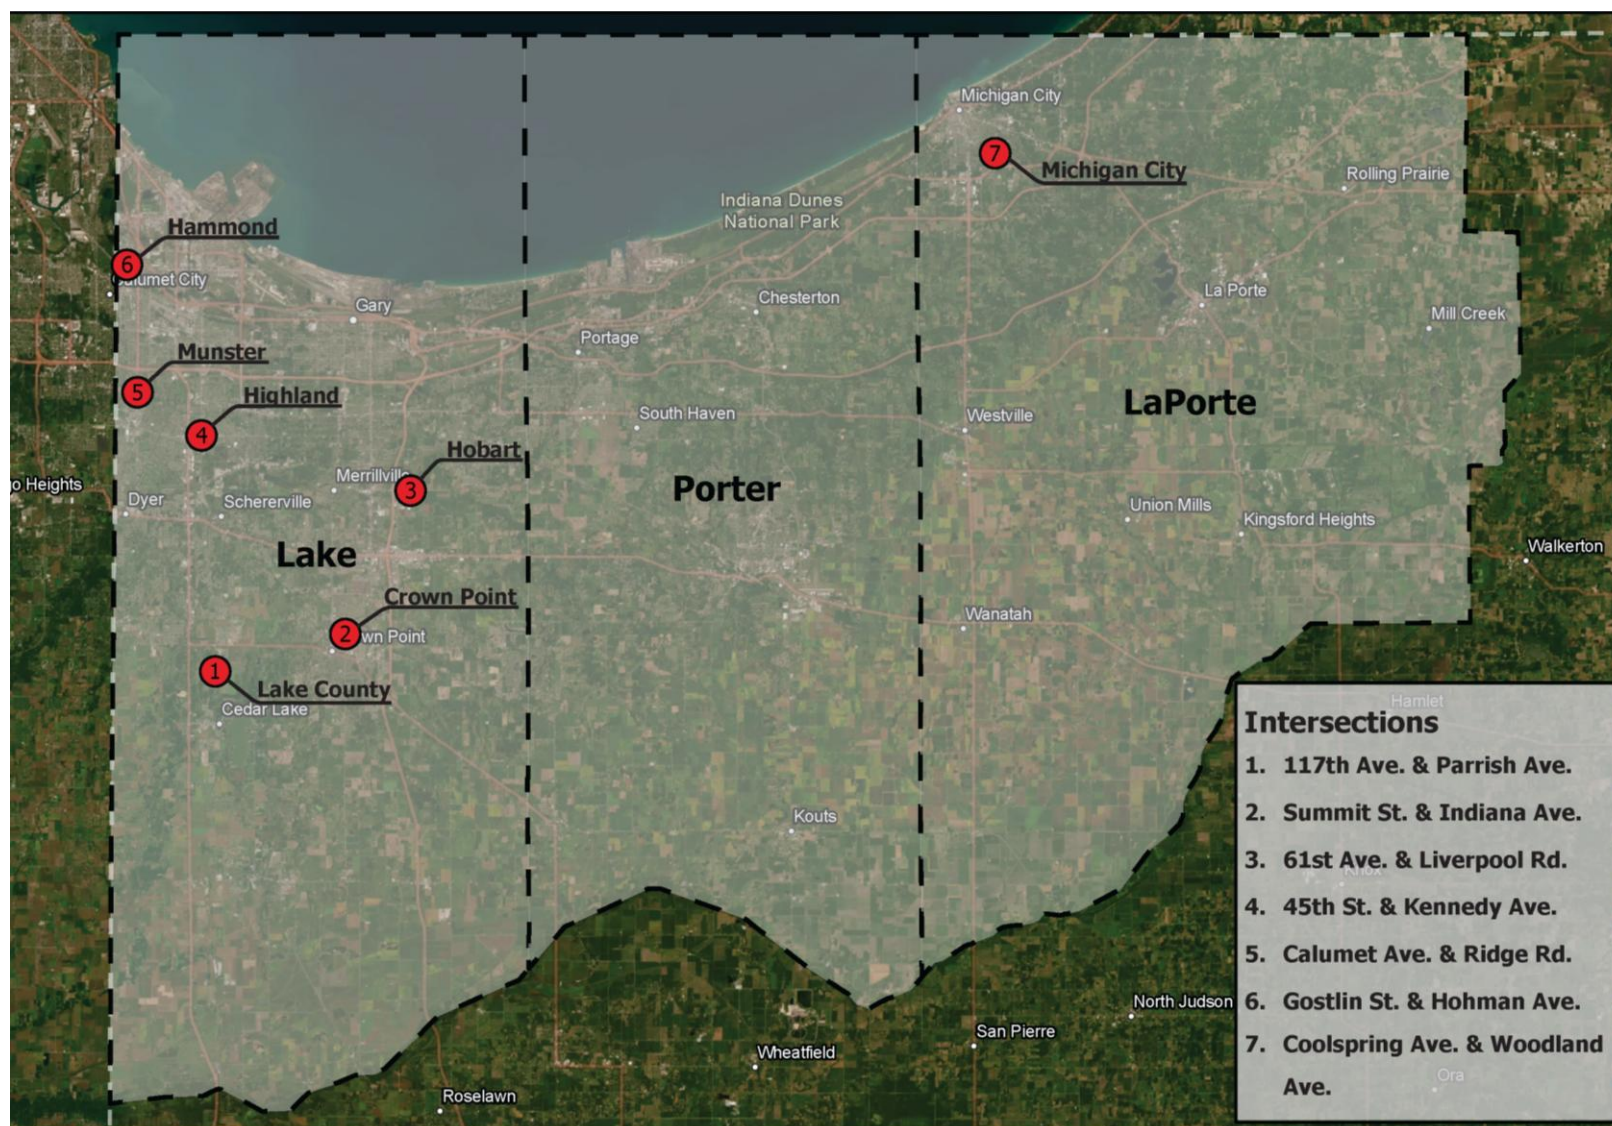 Michigan City
7
Michigan City
Rolling Prairie
Indiana Dunes
National Park
Hammond
6
Calumet City
Gary
Chesterton
La Porte
Mill Creek
Portage
Munster
5
Highland
4
LaPorte
South Haven
Westville
Hobart
Merrillville
3
go Heights
Dyer
Schererville
Porter
Union Mills
Kingsford Heights
Lake
Walkerton
Crown Point
2
wn Point
Wanatah
1
Lake County
Cedar Lake
Hamlet
Intersections
1. 117th Ave. & Parrish Ave.
2. Summit St. & Indiana Ave.
3. 61st Ave. & Liverpool Rd.
Knox
4. 45th St. & Kennedy Ave.
5. Calumet Ave. & Ridge Rd.
6. Gostlin St. & Hohman Ave.
7. Coolspring Ave. & Woodland
Ave.
Ora
Kouts
North Judson
San Pierre
Wheatfield
Roselawn